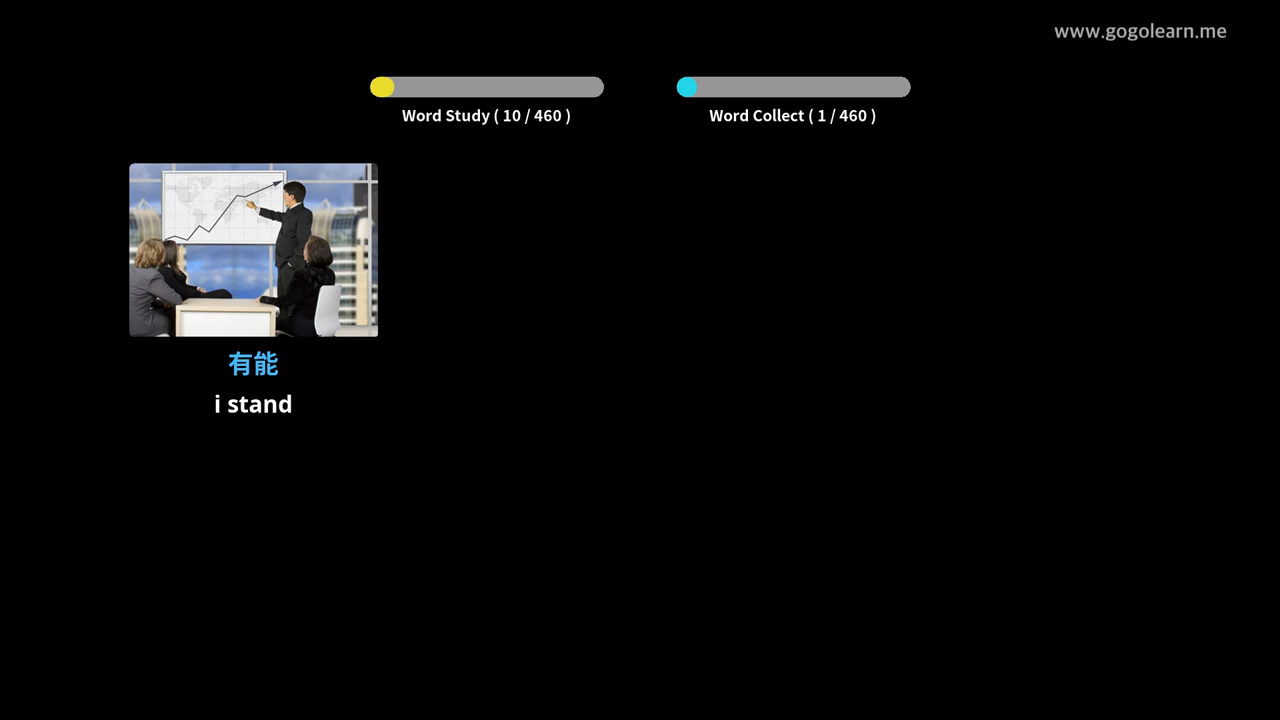 www.gogolearn.me
Word Study ( 10 / 460 )
Word Collect ( 1 / 460 )
有能
i stand